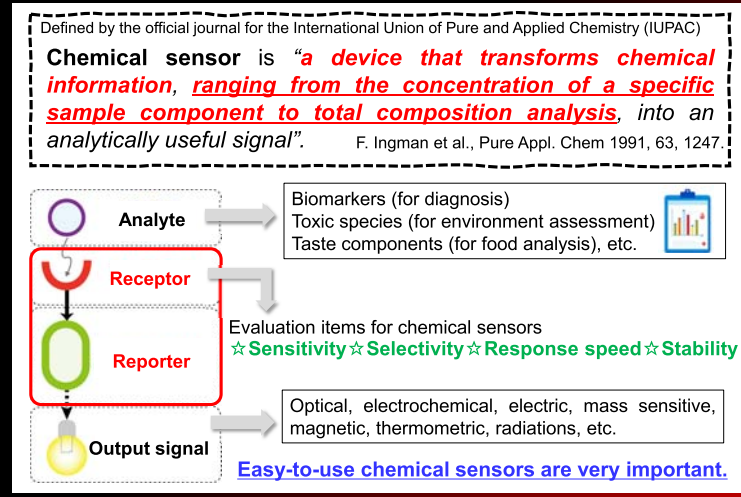 Defined by the official journal for the International Union of Pure and Applied Chemistry (IUPAC)
Chemical sensor is “a device that transforms chemical
information, ranging from the concentration of a specific
sample component to total composition analysis, into an
analytically useful signal”.
F. Ingman et al., Pure Appl. Chem 1991, 63, 1247.
Analyte
Biomarkers (for diagnosis)
Toxic species (for environment assessment)
Taste components (for food analysis), etc.
Receptor
Reporter
Evaluation items for chemical sensors
☆Sensitivity☆Selectivity☆Response speed☆Stability
Output signal
Optical, electrochemical, electric, mass sensitive,
magnetic, thermometric, radiations, etc.
Easy-to-use chemical sensors are very important.